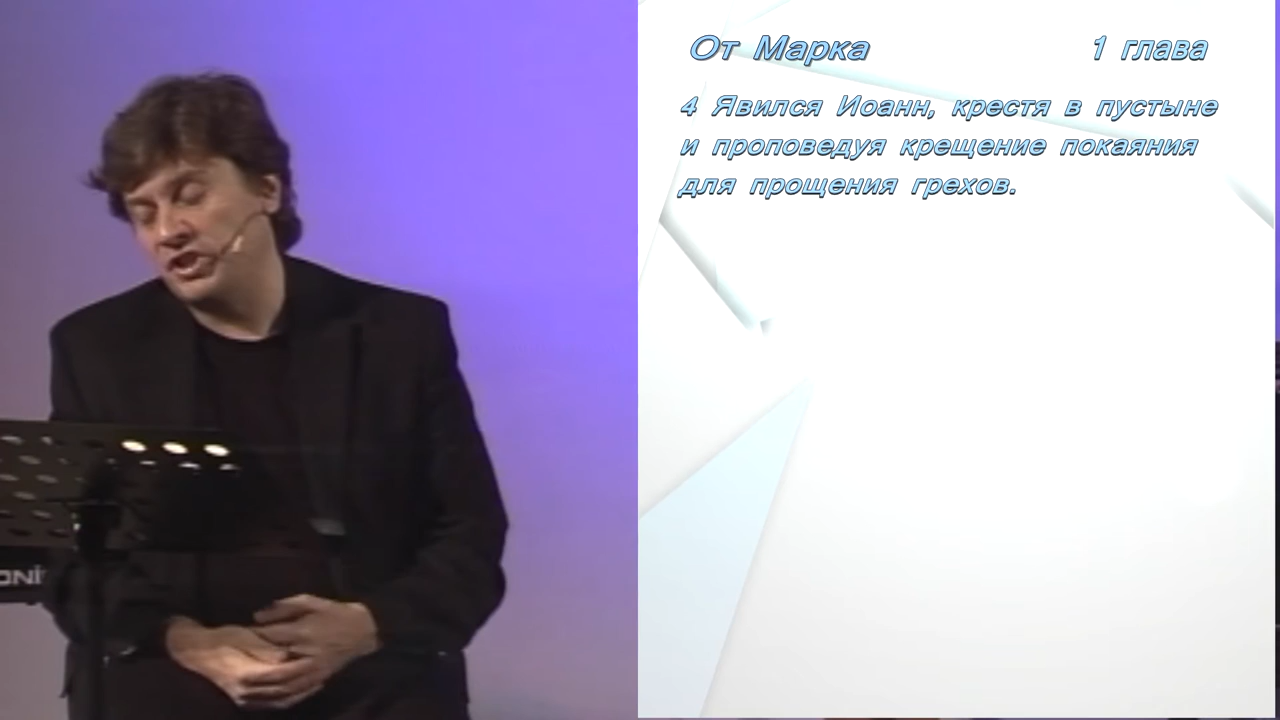 От Марка 1 глава
4 Явился Иоанн, крестя в пустыне
и проповедуя крещение покаяния
для прощения грехов.